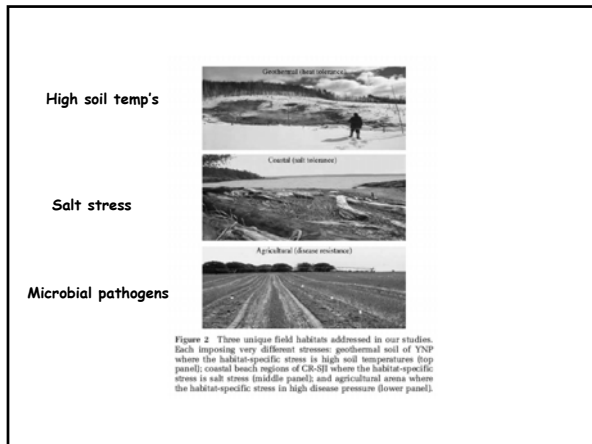 Geothermal (heat tolerance)
High soil temp's
Coastal (salt tolerance)
Salt stress
Agricultural (disease resistance)
Microbial pathogens
Figure 2 Three unique field habitats addressed in our studies.
Each imposing very different stresses: geothermal soil of YNP
where the habitat-specific stress is high soil temperatures (top
panel); coastal beach regions of CR-SJI where the habitat-specific
stress is salt stress (middle panel); and agricultural arena where
the habitat-specific stress in high disease pressure (lower panel).